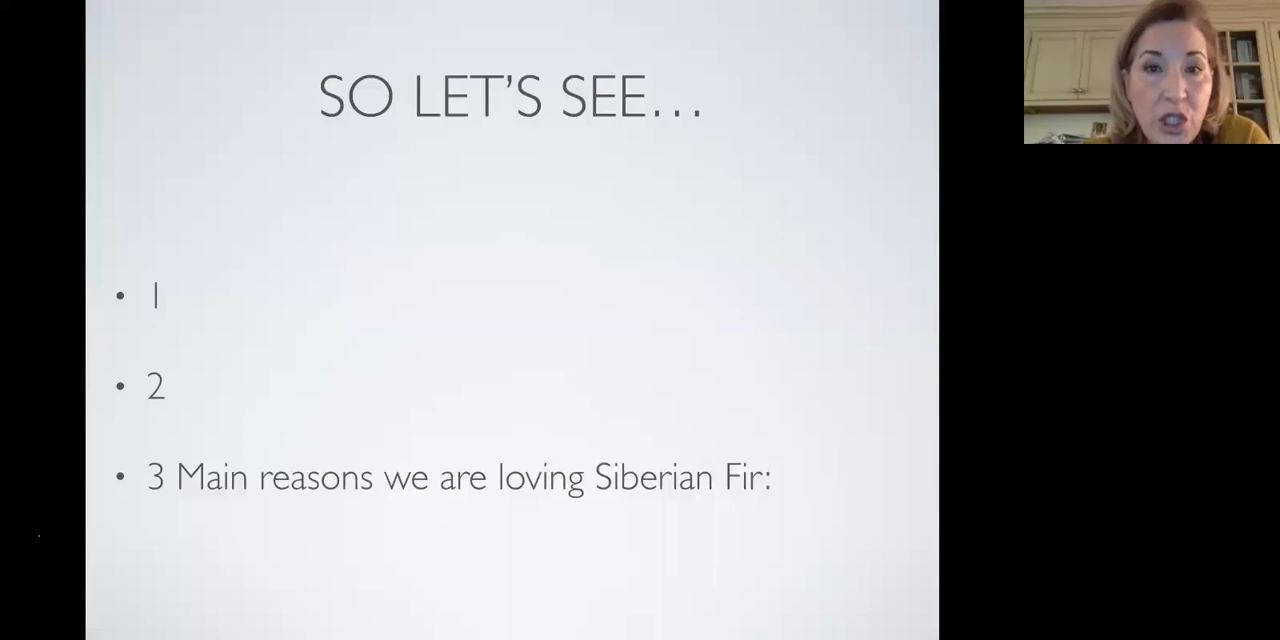 SO LET'S SEE…
• 1
• 2
• 3 Main reasons we are loving Siberian Fir: